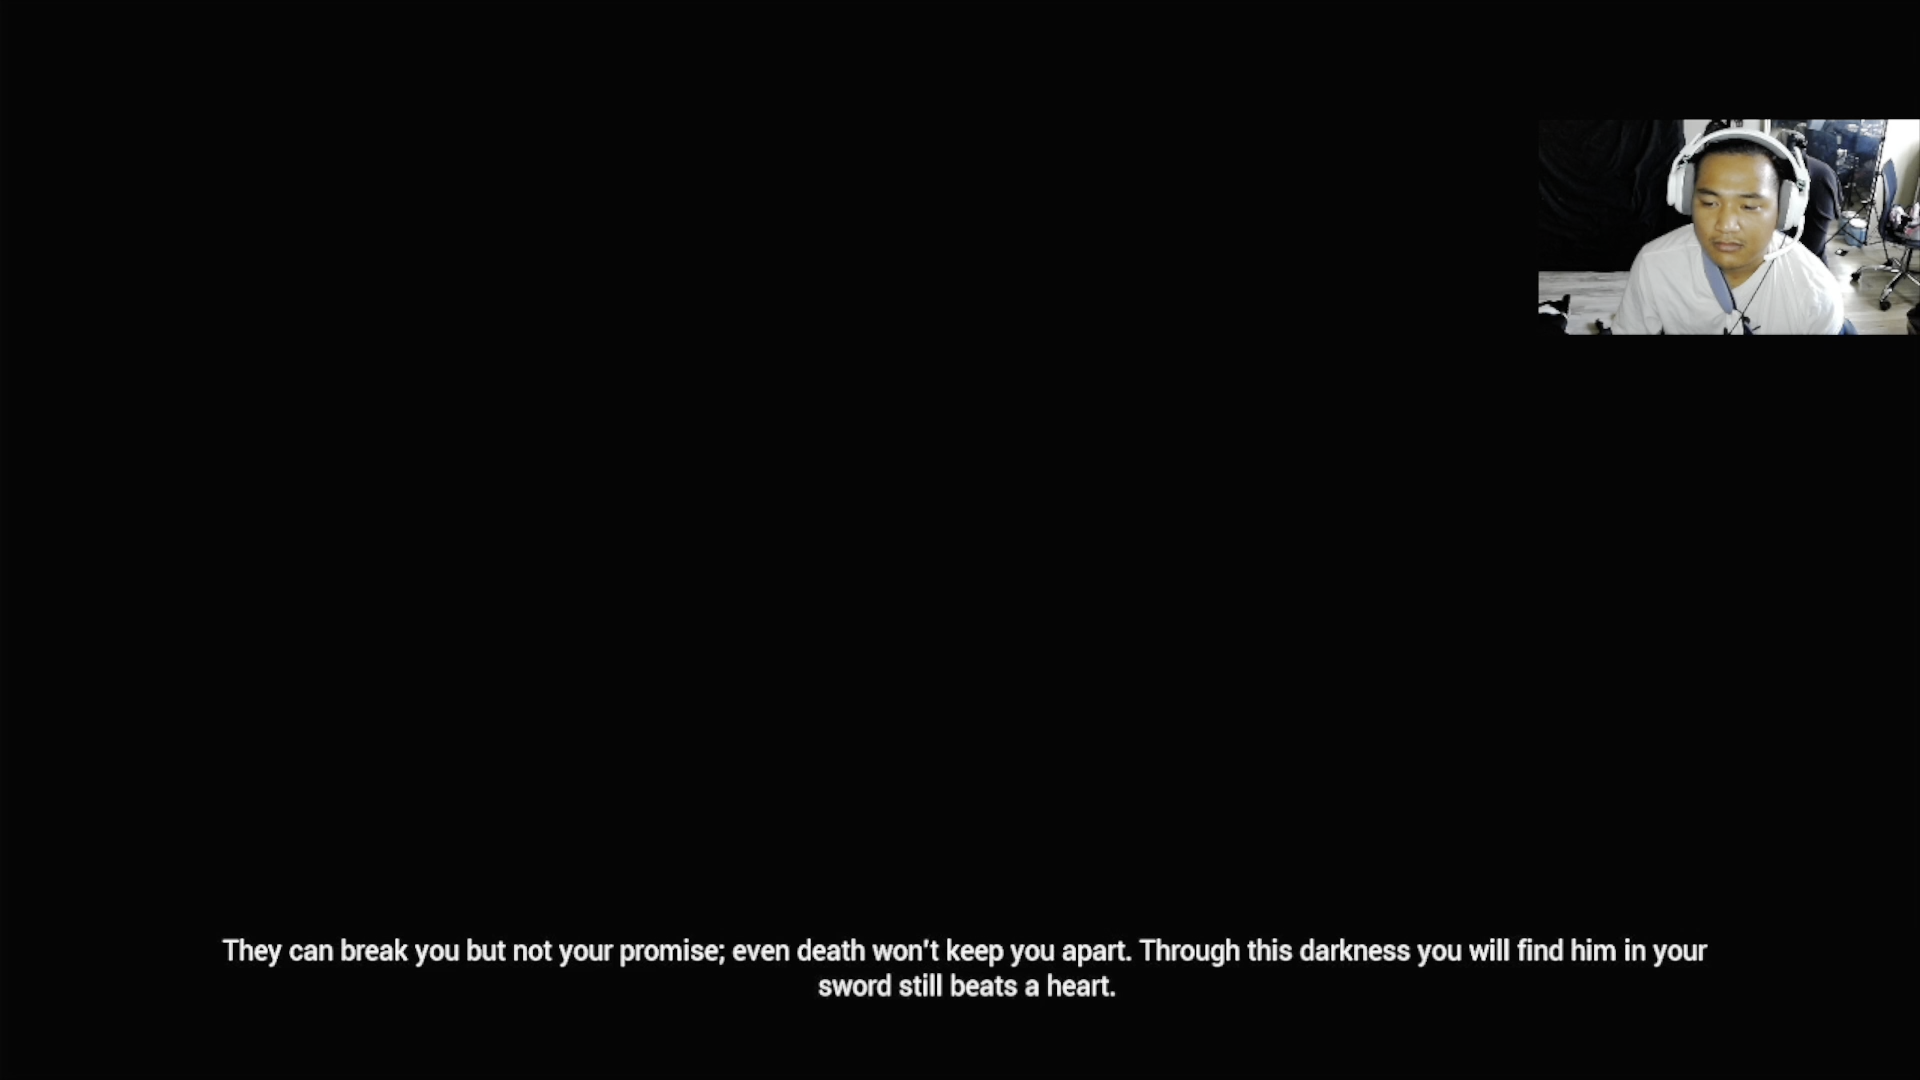 They can break you but not your promise; even death won't keep you apart. Through this darkness you will find him in your
sword still beats a heart.